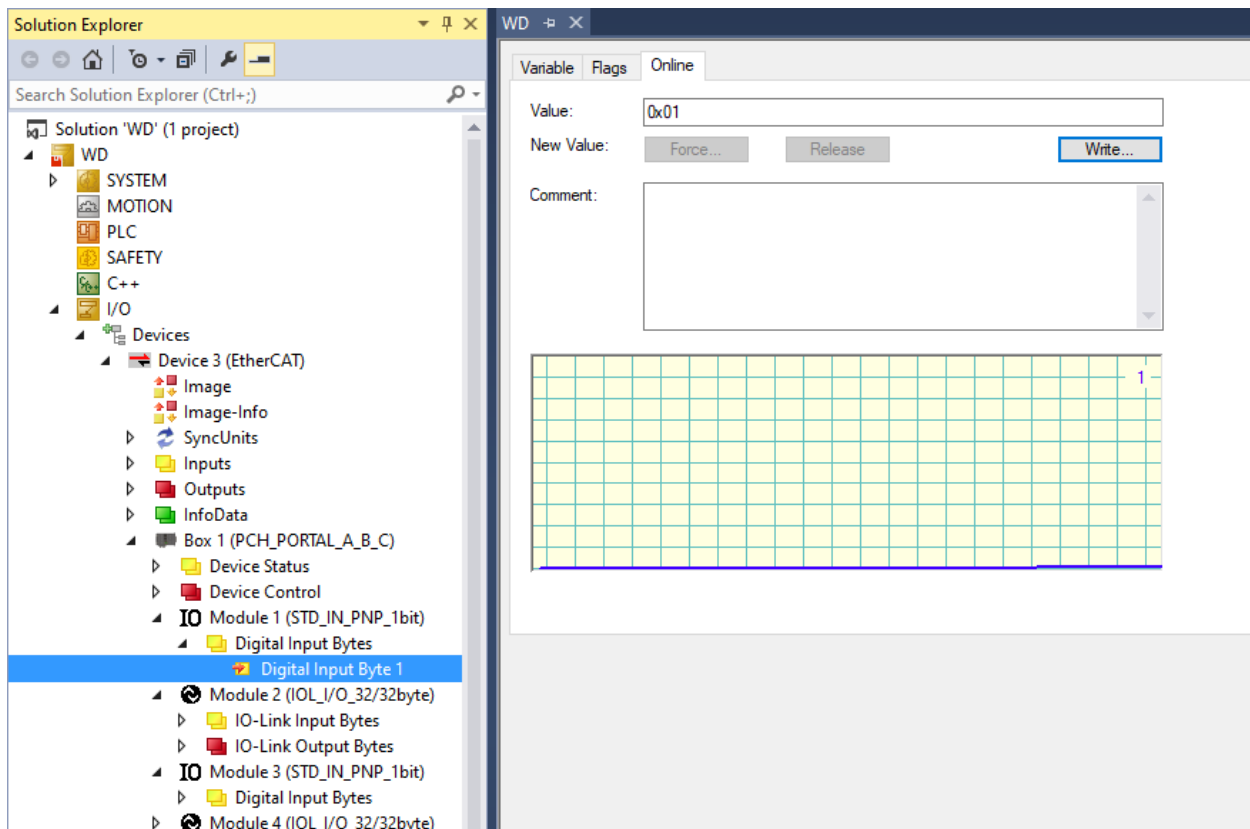 Solution Explorer
Search Solution Explorer (Ctrl+;)
Solution 'WD' (1 project)
WD
SYSTEM
MOTION
PLC
SAFETY
C++
I/O
Devices
Device 3 (EtherCAT)
Image
Image-Info
SyncUnits
Inputs
Outputs
InfoData
Box 1 (PCH_PORTAL_A_B_C)
Device Status
Device Control
IO Module 1 (STD_IN_PNP_1bit)
Digital Input Bytes
Digital Input Byte 1
Module 2 (IOL_I/O_32/32byte)
IO-Link Input Bytes
IO-Link Output Bytes
IO Module 3 (STD_IN_PNP_1bit)
Digital Input Bytes
Module 4 (IOL_I/O_32/32byte)
WD
Variable Flags Online
Value: 0x01
New Value: Force... Release Write...
Comment:
1